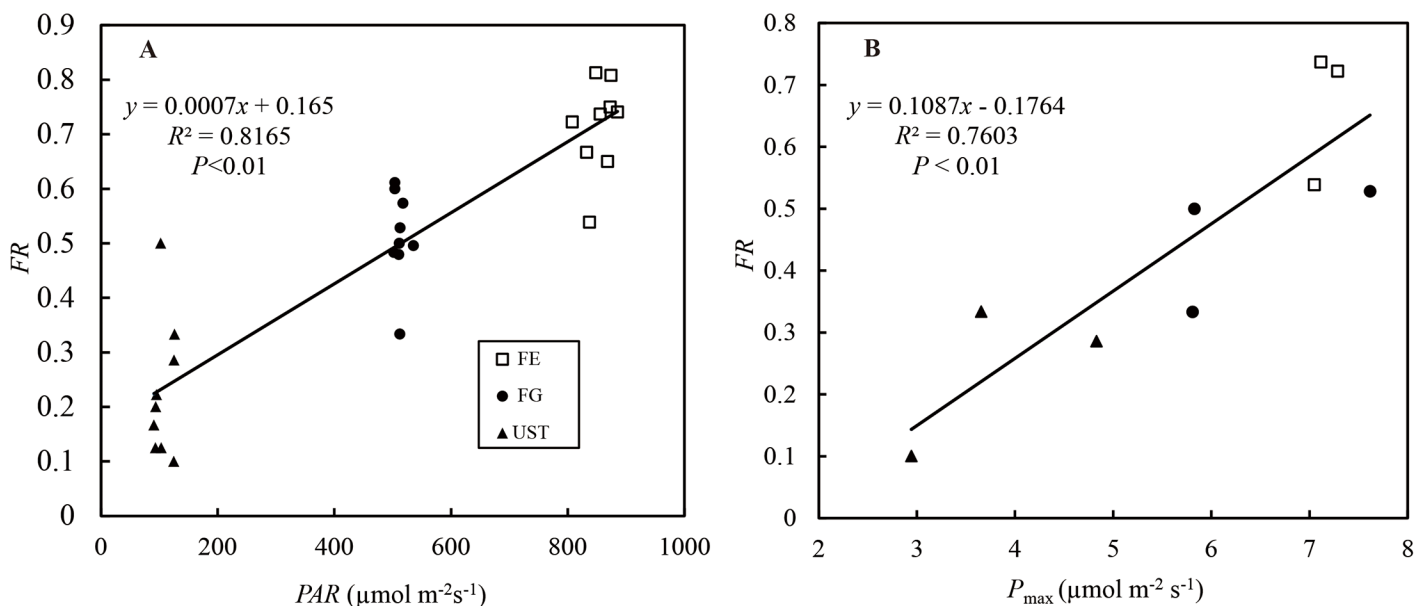 A
y = 0.0007x + 0.165
R² = 0.8165
P<0.01
0.9
0.8
0.7
0.6
0.5
0.4
0.3
0.2
0.1
0
FR
FE
FG
UST
0 200 400 600 800 1000
PAR (µmol m-2s-1)
B
y = 0.1087x - 0.1764
R² = 0.7603
P < 0.01
0.8
0.7
0.6
0.5
0.4
0.3
0.2
0.1
0
FR
2 3 4 5 6 7 8
Pmax (µmol m-2 s-1)